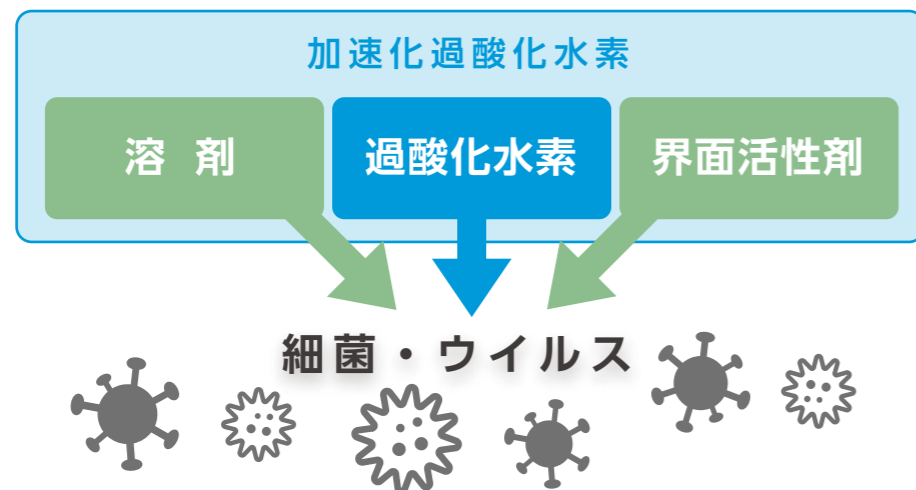 加速化過酸化水素
溶 剤
過酸化水素
界面活性剤
細菌・ウイルス